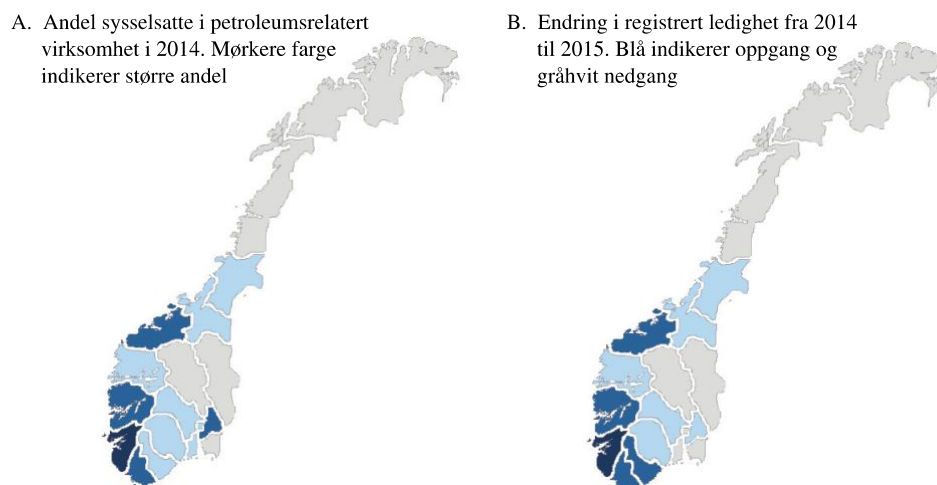 A. Andel sysselsatte i petroleumsrelatert
virksomhet i 2014. Mørkere farge
indikerer større andel
B. Endring i registrert ledighet fra 2014
til 2015. Blå indikerer oppgang og
gråhvit nedgang